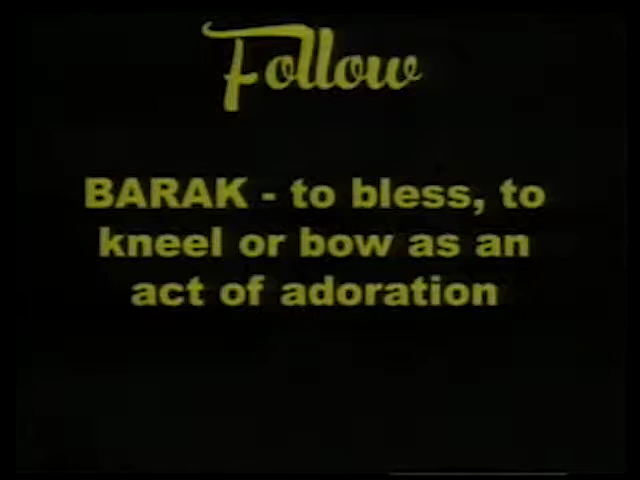 Follow
BARAK - to bless, to
kneel or bow as an
act of adoration